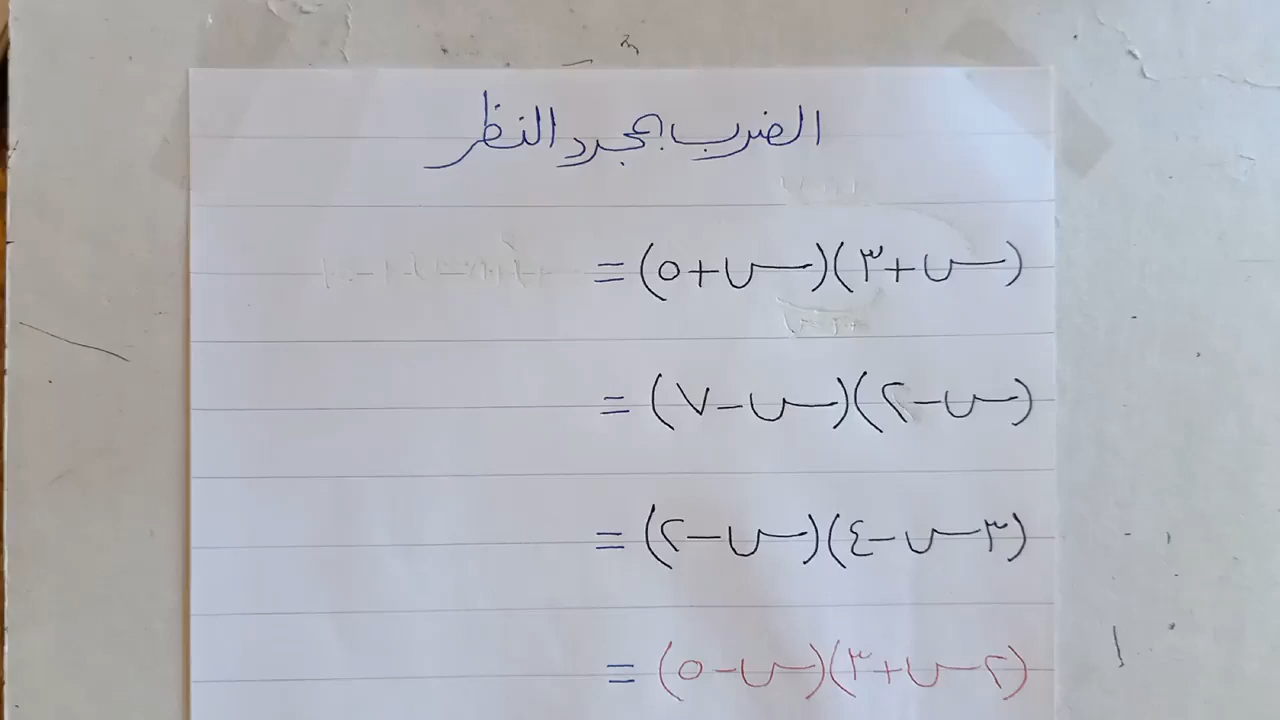 الضرب بمجرد النظر
(س+٣)(س+٥)=
(س-٢)(س-٧)=
(٣س-٤)(س-٢)=
(٢س+٣)(س-٥)=